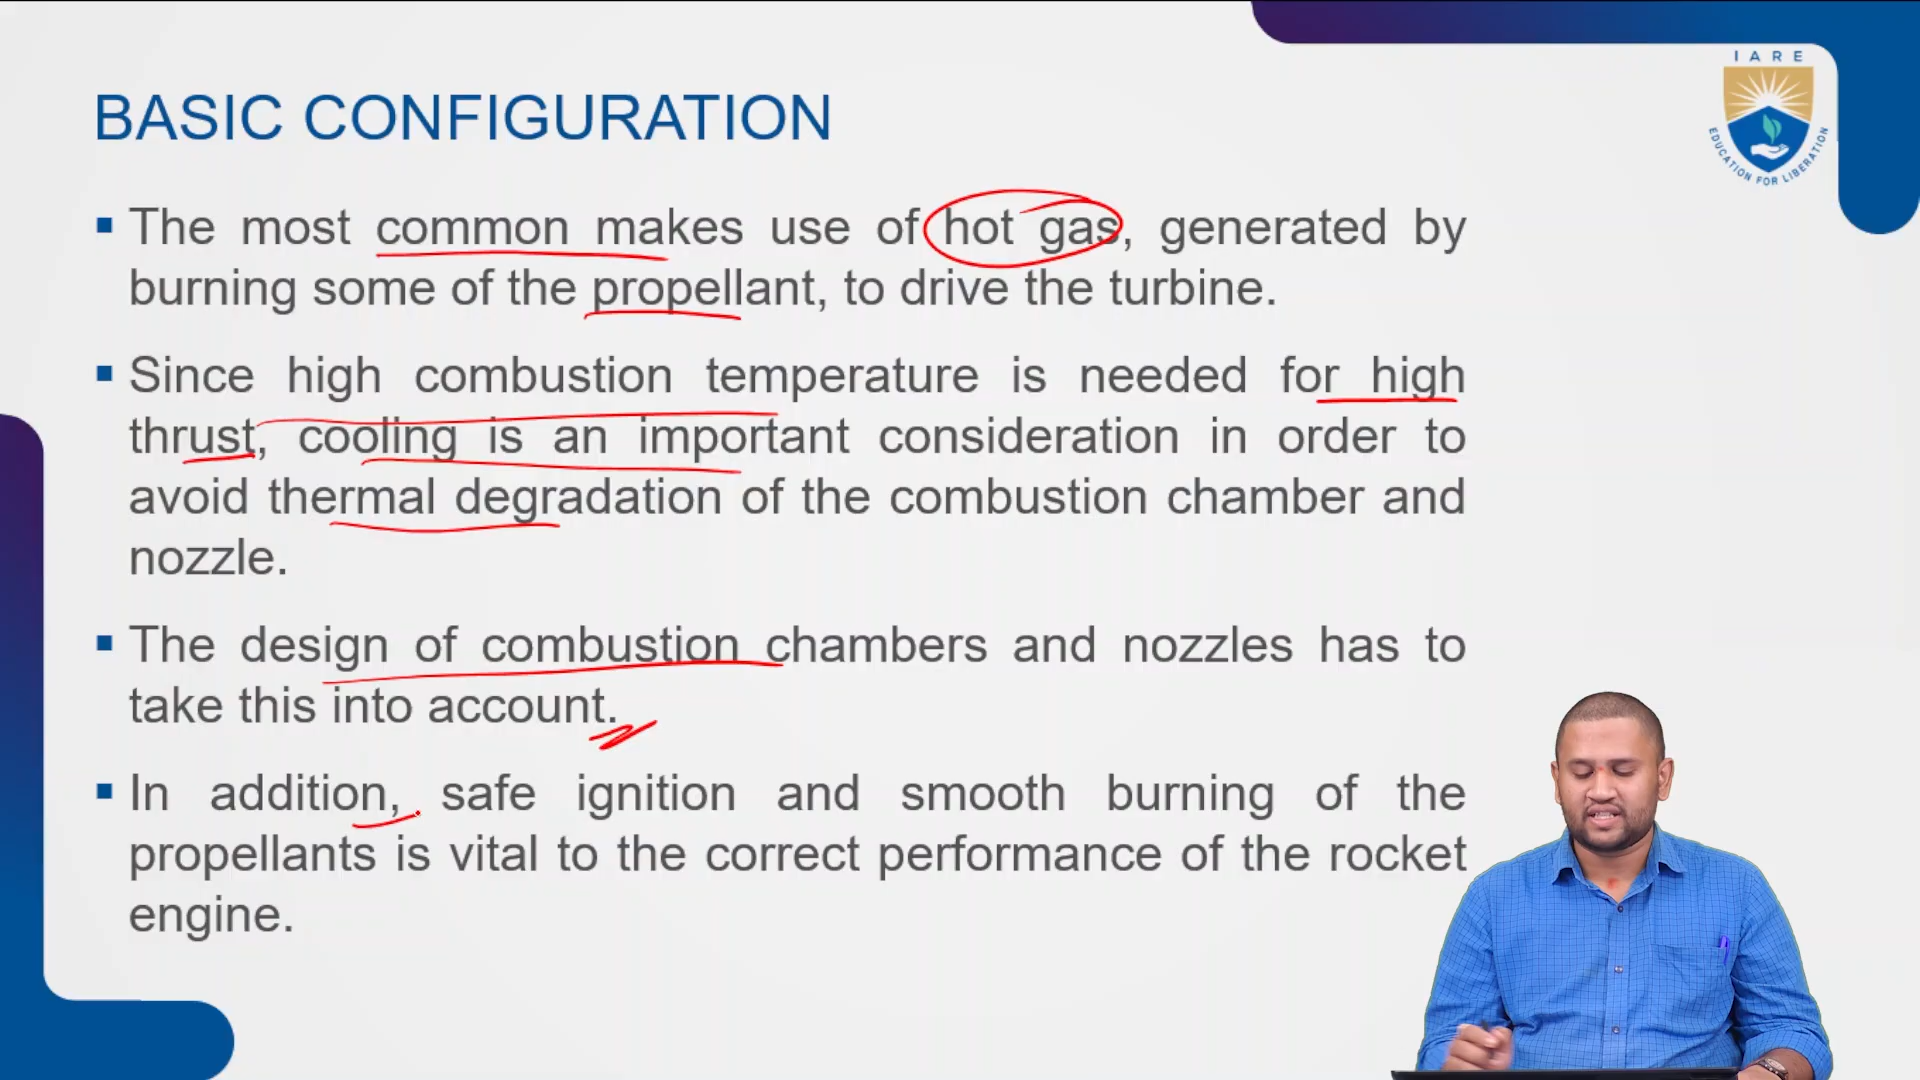 IARE
EDUCATION FOR LIBERATION
BASIC CONFIGURATION
▪ The most common makes use of hot gas, generated by
burning some of the propellant, to drive the turbine.
▪ Since high combustion temperature is needed for high
thrust, cooling is an important consideration in order to
avoid thermal degradation of the combustion chamber and
nozzle.
▪ The design of combustion chambers and nozzles has to
take this into account.
▪ In addition, safe ignition and smooth burning of the
propellants is vital to the correct performance of the rocket
engine.